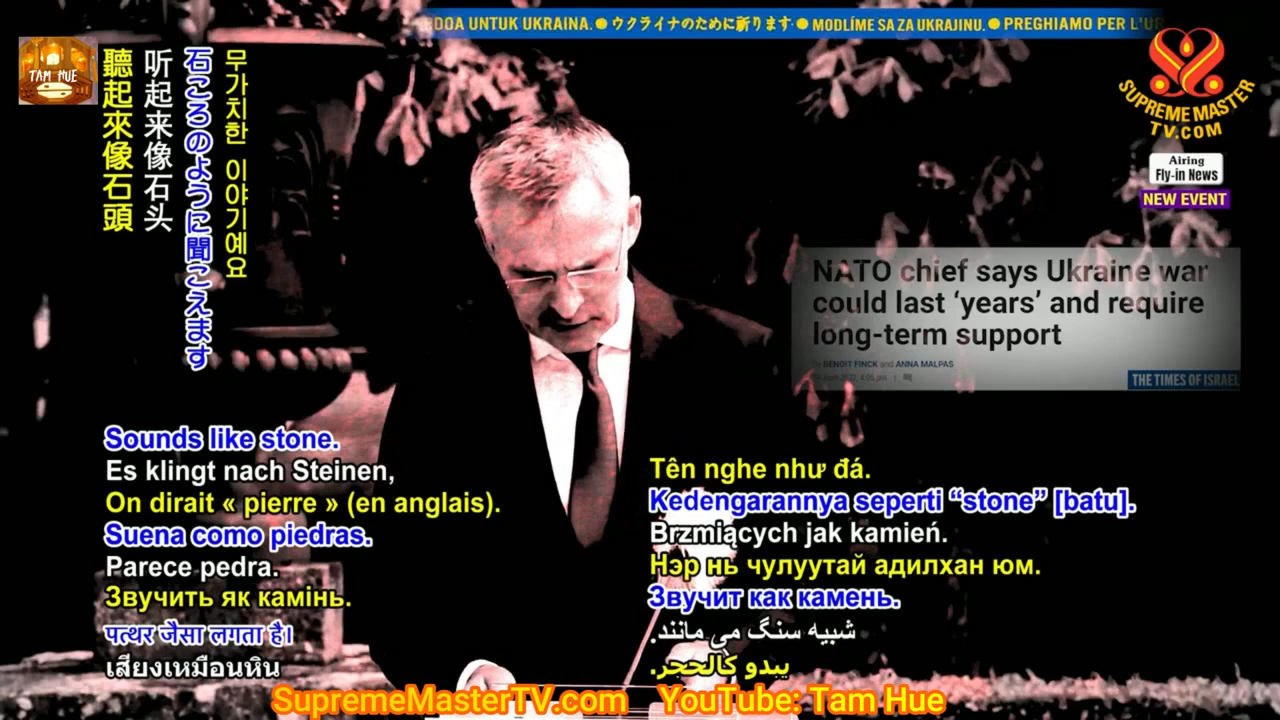 DOA UNTUK UKRAINA. ● ウクライナのために祈ります ● MODLÍME SA ZA UKRAJINU. ● PREGHIAMO PER L'UR
TAM HUE
聽起來像石頭
听起来像石头
石ころのように聞こえます
무가치한 이야기예요
SUPREME MASTER
TV.COM
Airing
Fly-in News
NEW EVENT
NATO chief says Ukraine war
could last ‘years’ and require
long-term support
By BENOIT FINCK and ANNA MALPAS
THE TIMES OF ISRAEL
Sounds like stone.
Es klingt nach Steinen,
On dirait « pierre » (en anglais).
Suena como piedras.
Parece pedra.
Звучить як камінь.
पत्थर जैसा लगता है।
เสียงเหมือนหิน
Tên nghe như đá.
Kedengarannya seperti “stone” [batu].
Brzmiących jak kamień.
Нэр нь чулуутай адилхан юм.
Звучит как камень.
شبیه سنگ می مانند.
يبدو كالحجر.
SupremeMasterTV.com YouTube: Tam Hue